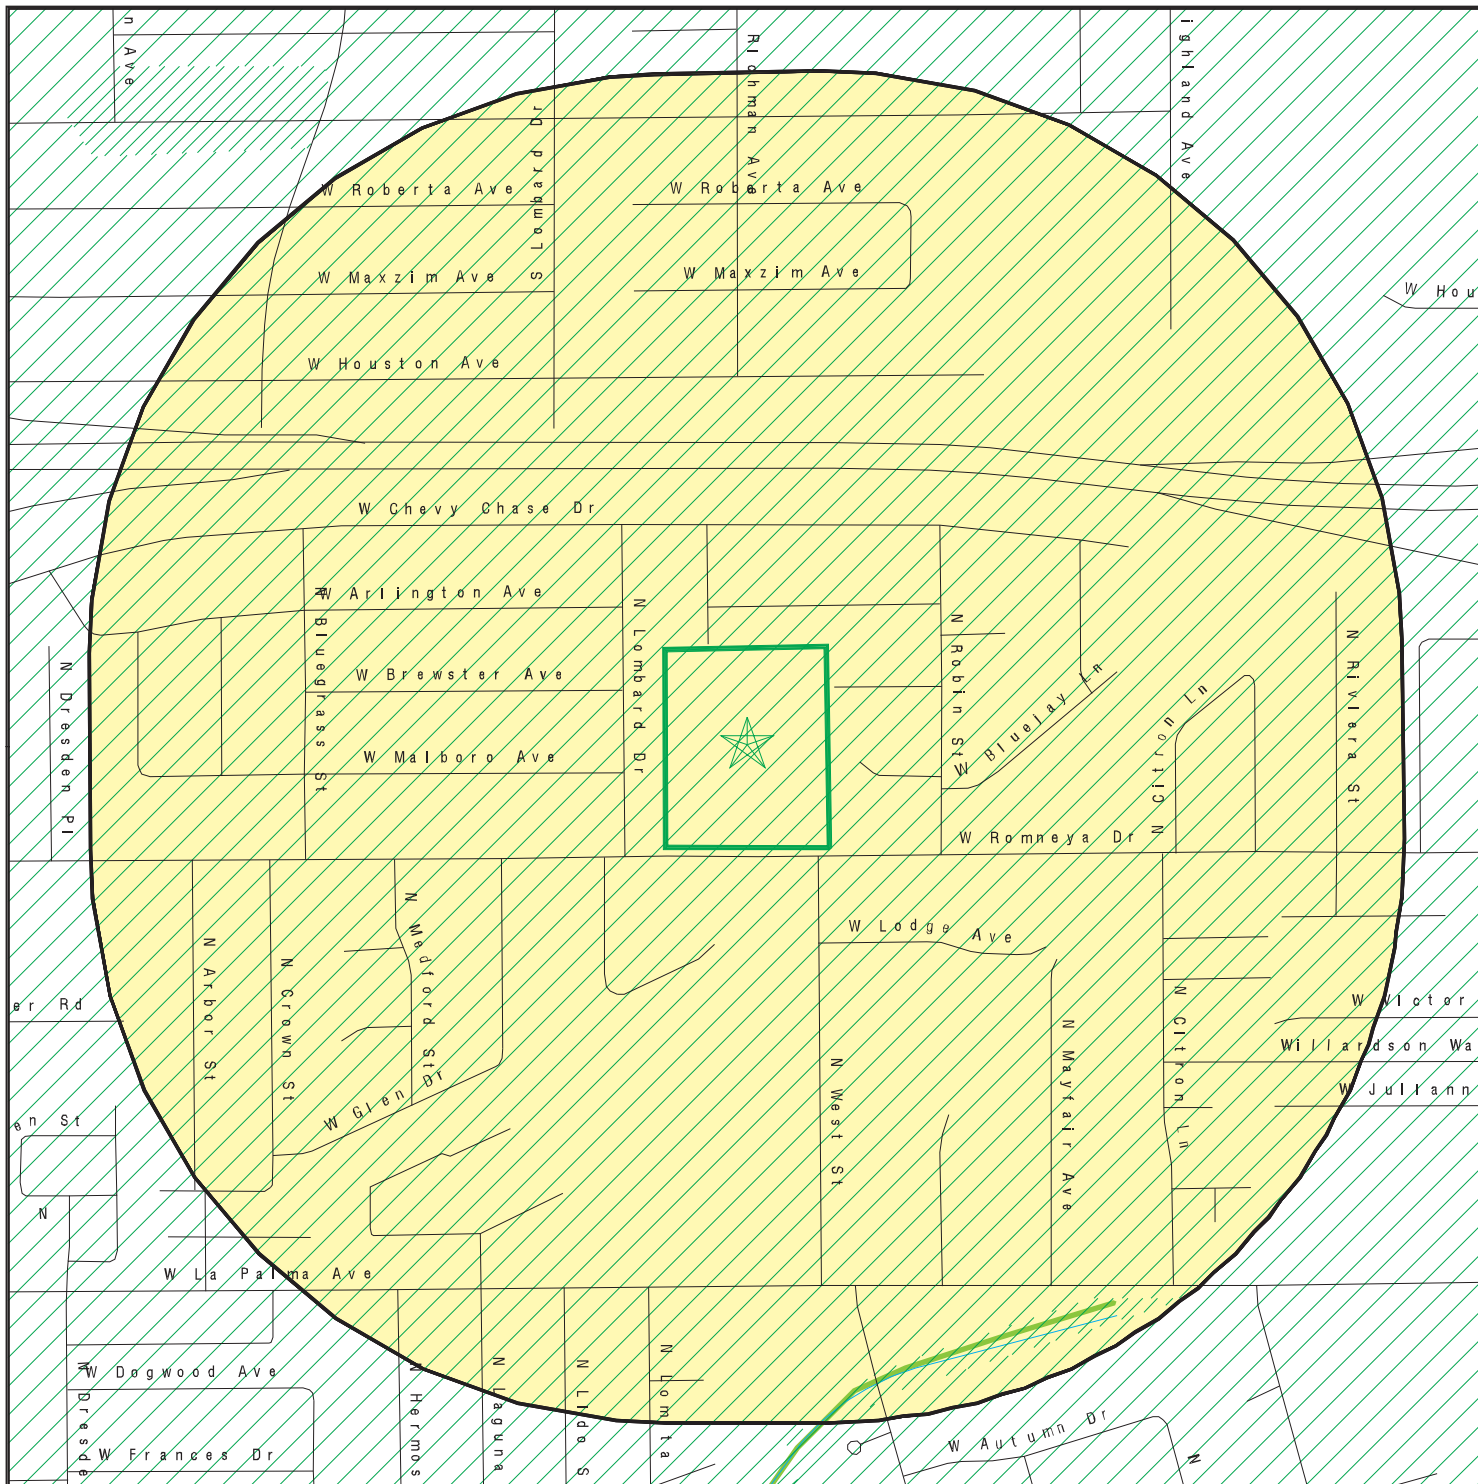 n Ave
S Lombard Dr
Richman Ave
ighland Ave
W Roberta Ave
W Roberta Ave
W Maxzim Ave
W Maxzim Ave
W Hou
W Houston Ave
W Chevy Chase Dr
W Arlington Ave
N Bluegrass St
N Lombard Dr
N Robin St
N Riviera St
N Dresden Pl
W Brewster Ave
W Bluejay Ln
N Citron Ln
W Malboro Ave
W Romneya Dr
N Medford St
W Lodge Ave
N Arbor St
N Crown St
er Rd
N Citron Ln
W Victor
N Mayfair Ave
Willardson Wa
N West St
W Juliann
W Glen Dr
en St
N
W La Palma Ave
W Dogwood Ave
N Dresde
N Hermos
N Laguna
N Lido S
N Lomita
W Autumn Dr
W Frances Dr
N